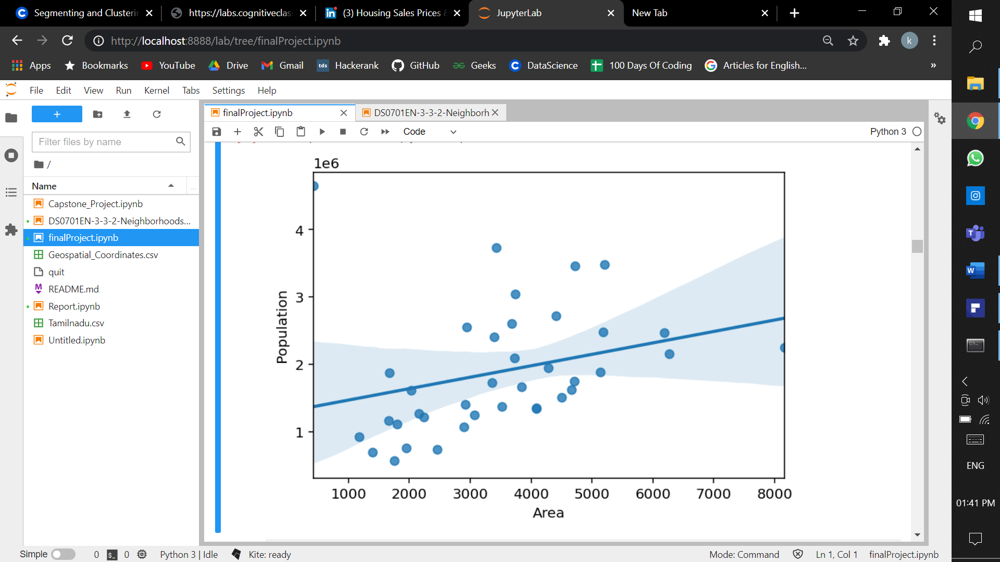 Segmenting and Clusterin
https://labs.cognitiveclas
(3) Housing Sales Prices &
JupyterLab
New Tab
http://localhost:8888/lab/tree/finalProject.ipynb
k
Apps
Bookmarks
YouTube
Drive
Gmail
tds
Hackerank
GitHub
Geeks
DataScience
100 Days Of Coding
Articles for English...
»
File Edit View Run Kernel Tabs Settings Help
finalProject.ipynb
DS0701EN-3-3-2-Neighborh
Code
Python 3
Filter files by name
/
Name
...
Capstone_Project.ipynb
DS0701EN-3-3-2-Neighborhoods...
finalProject.ipynb
Geospatial_Coordinates.csv
quit
README.md
Report.ipynb
Tamilnadu.csv
Untitled.ipynb
1e6
4
3
2
1
Population
1000 2000 3000 4000 5000 6000 7000 8000
Area
Simple
0
0
Python 3 | Idle
Kite: ready
Mode: Command
Ln 1, Col 1
finalProject.ipynb
ENG
01:41 PM